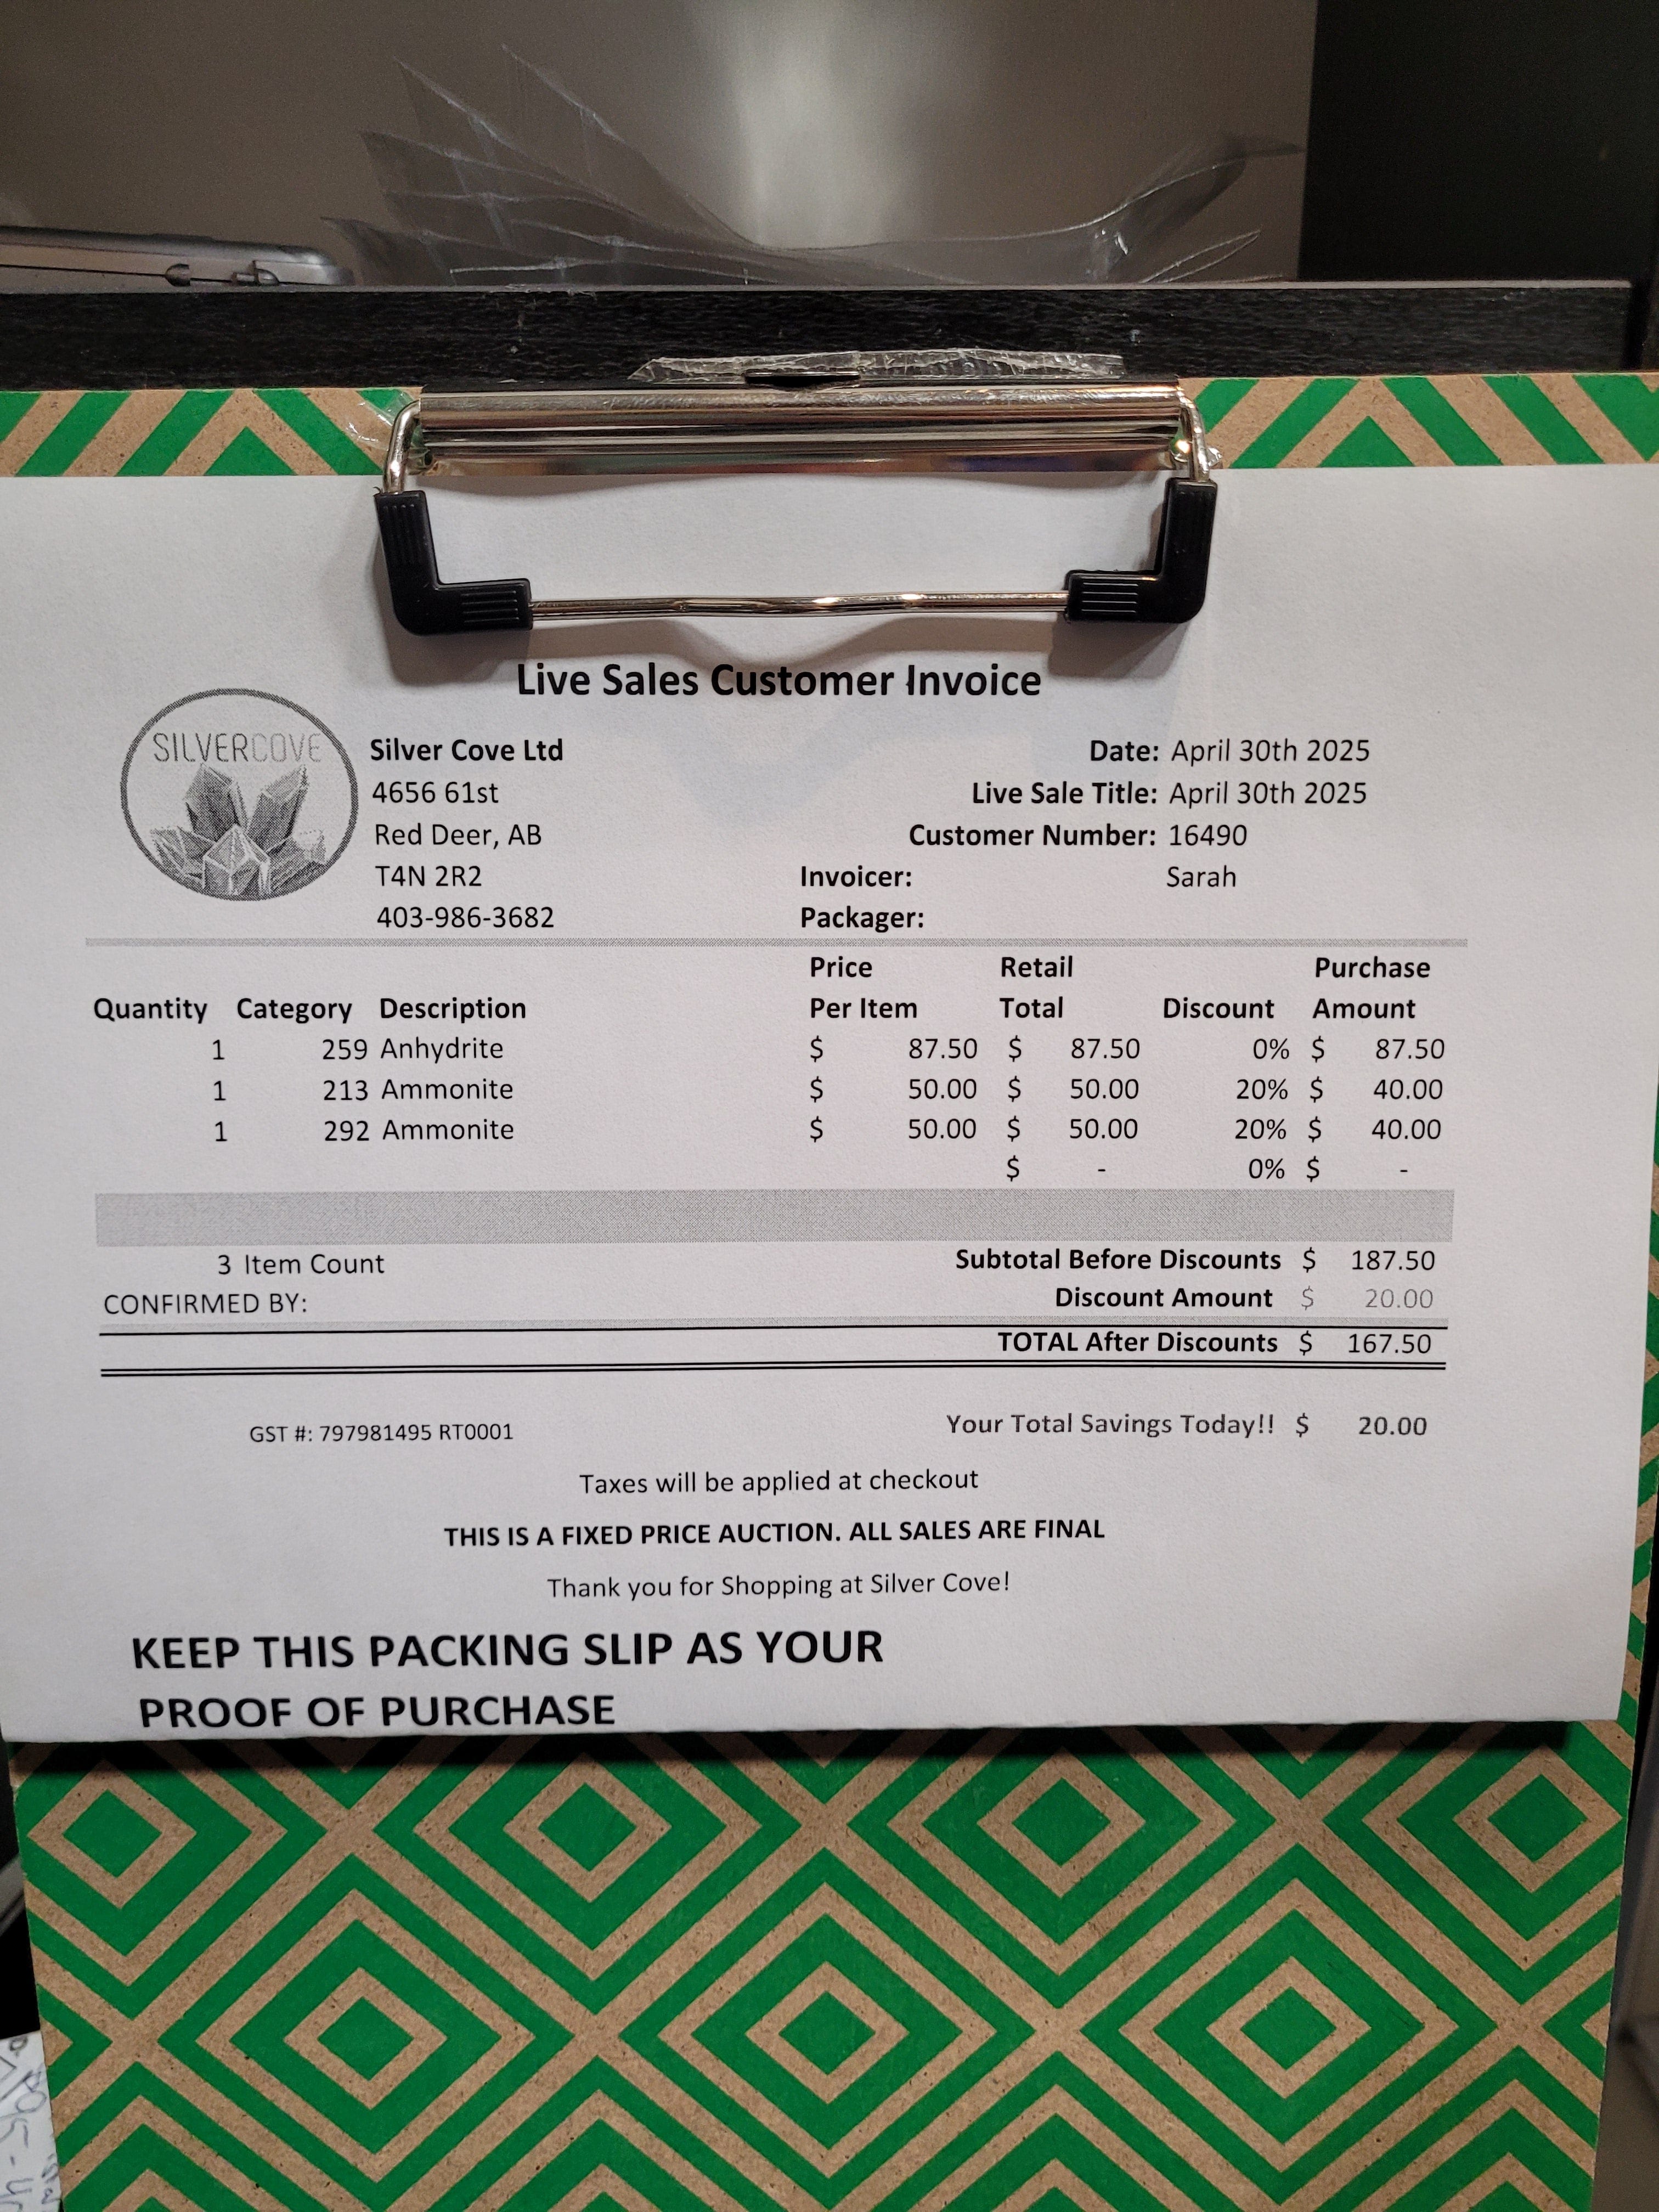 Live Sales Customer Invoice
SILVERCOVE
Silver Cove Ltd
4656 61st
Red Deer, AB
T4N 2R2
403-986-3682
Date: April 30th 2025
Live Sale Title: April 30th 2025
Customer Number: 16490
Invoicer: Sarah
Packager:
Price Retail Purchase
Quantity Category Description Per Item Total Discount Amount
1 259 Anhydrite $ 87.50 $ 87.50 0% $ 87.50
1 213 Ammonite $ 50.00 $ 50.00 20% $ 40.00
1 292 Ammonite $ 50.00 $ 50.00 20% $ 40.00
$ - 0% $ -
3 Item Count Subtotal Before Discounts $ 187.50
CONFIRMED BY: Discount Amount $ 20.00
TOTAL After Discounts $ 167.50
GST #: 797981495 RT0001 Your Total Savings Today!! $ 20.00
Taxes will be applied at checkout
THIS IS A FIXED PRICE AUCTION. ALL SALES ARE FINAL
Thank you for Shopping at Silver Cove!
KEEP THIS PACKING SLIP AS YOUR
PROOF OF PURCHASE